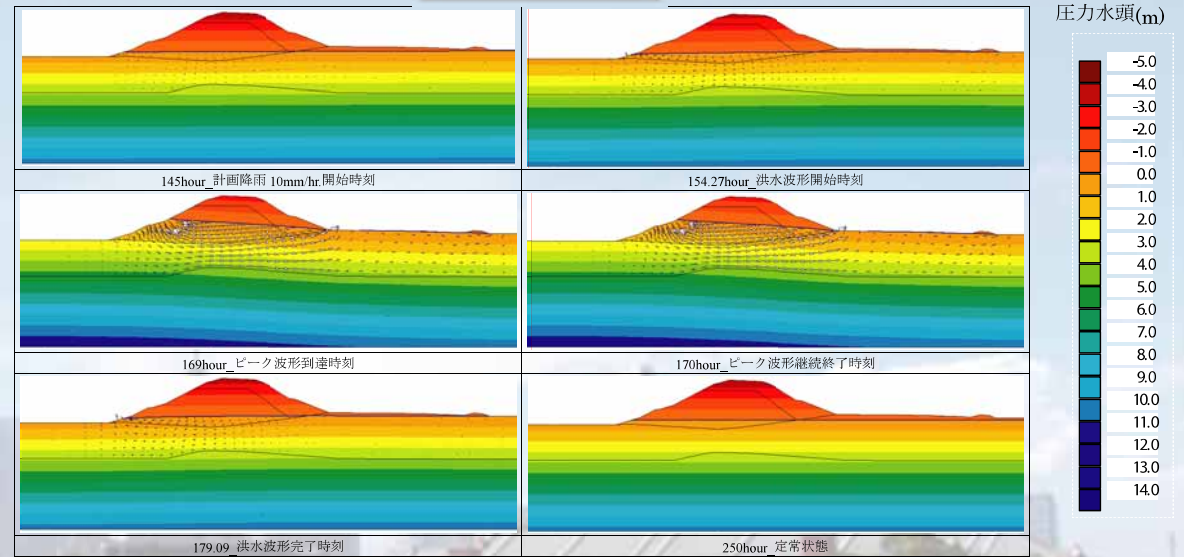 圧力水頭(m)
145hour_計画降雨 10mm/hr.開始時刻
154.27hour_洪水波形開始時刻
169hour_ピーク波形到達時刻
170hour_ピーク波形継続終了時刻
179.09_洪水波形完了時刻
250hour_定常状態
-5.0
-4.0
-3.0
-2.0
-1.0
0.0
1.0
2.0
3.0
4.0
5.0
6.0
7.0
8.0
9.0
10.0
11.0
12.0
13.0
14.0